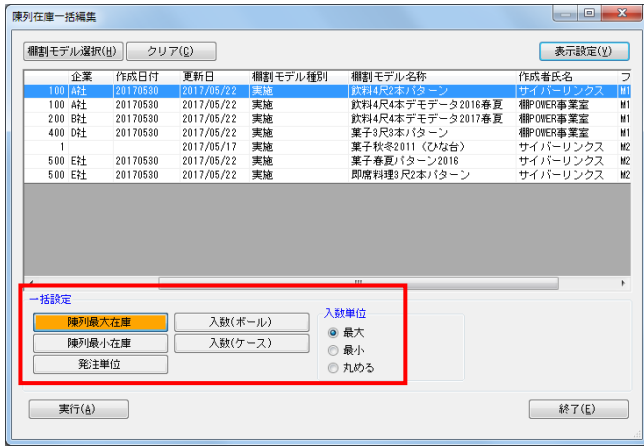 陳列在庫一括編集
棚割モデル選択(H) クリア(C) 表示設定(V)
企業 作成日付 更新日 棚割モデル種別 棚割モデル名称 作成者氏名 フ
100 A社 20170530 2017/05/22 実施 飲料4尺2本パターン サイバーリンクス M1
100 A社 20170530 2017/05/22 実施 飲料4尺4本デモデータ2016春夏 棚POWER事業室 M1
200 B社 20170530 2017/05/22 実施 飲料4尺4本デモデータ2017春夏 棚POWER事業室 M1
400 D社 20170530 2017/05/22 実施 菓子3尺3本パターン 棚POWER事業室 M1
1 2017/05/17 実施 菓子秋冬2011（ひな台） サイバーリンクス M2
500 E社 20170530 2017/05/22 実施 菓子春夏パターン2016 サイバーリンクス M2
500 E社 20170530 2017/05/22 実施 即席料理3尺2本パターン サイバーリンクス M2
一括設定
陳列最大在庫 入数(ボール) 入数単位
最大
陳列最小在庫 入数(ケース)
最小
発注単位 丸める
実行(A) 終了(E)